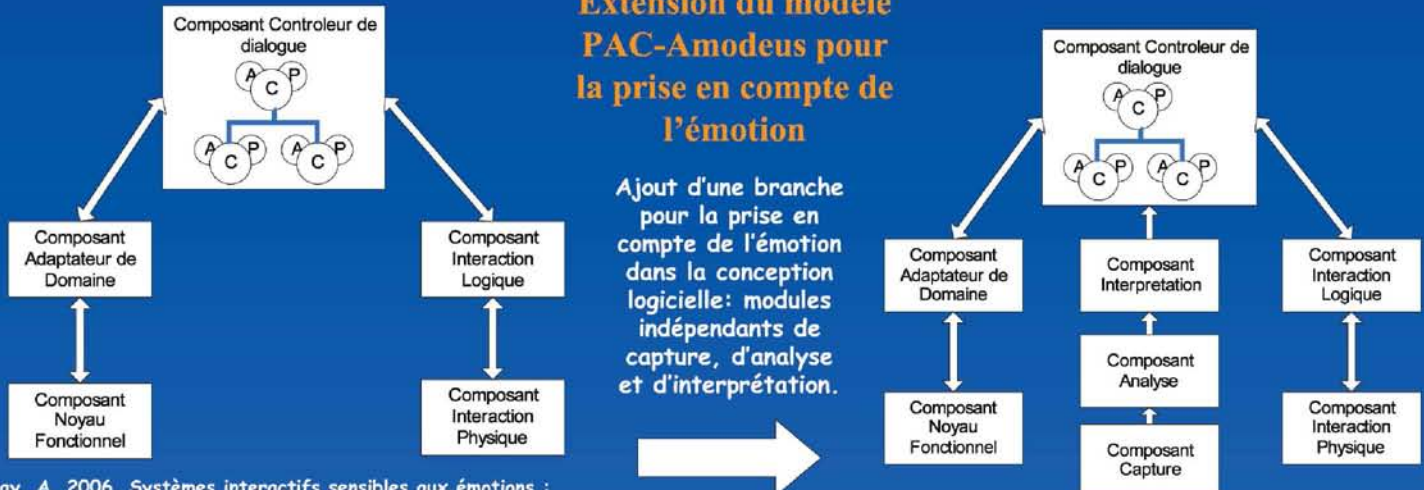 Composant Controleur de
dialogue
A C P
A C P
A C P
Composant
Adaptateur de
Domaine
Composant
Interaction
Logique
Composant
Noyau
Fonctionnel
Composant
Interaction
Physique
Extension du modèle
PAC-Amodeus pour
la prise en compte de
l'émotion
Ajout d'une branche
pour la prise en
compte de l'émotion
dans la conception
logicielle: modules
indépendants de
capture, d'analyse
et d'interprétation.
Composant Controleur de
dialogue
A C P
A C P
A C P
Composant
Adaptateur de
Domaine
Composant
Interpretation
Composant
Interaction
Logique
Composant
Analyse
Composant
Noyau
Fonctionnel
Composant
Capture
Composant
Interaction
Physique
A. 2006. Systèmes interactifs sensibles aux émotions :